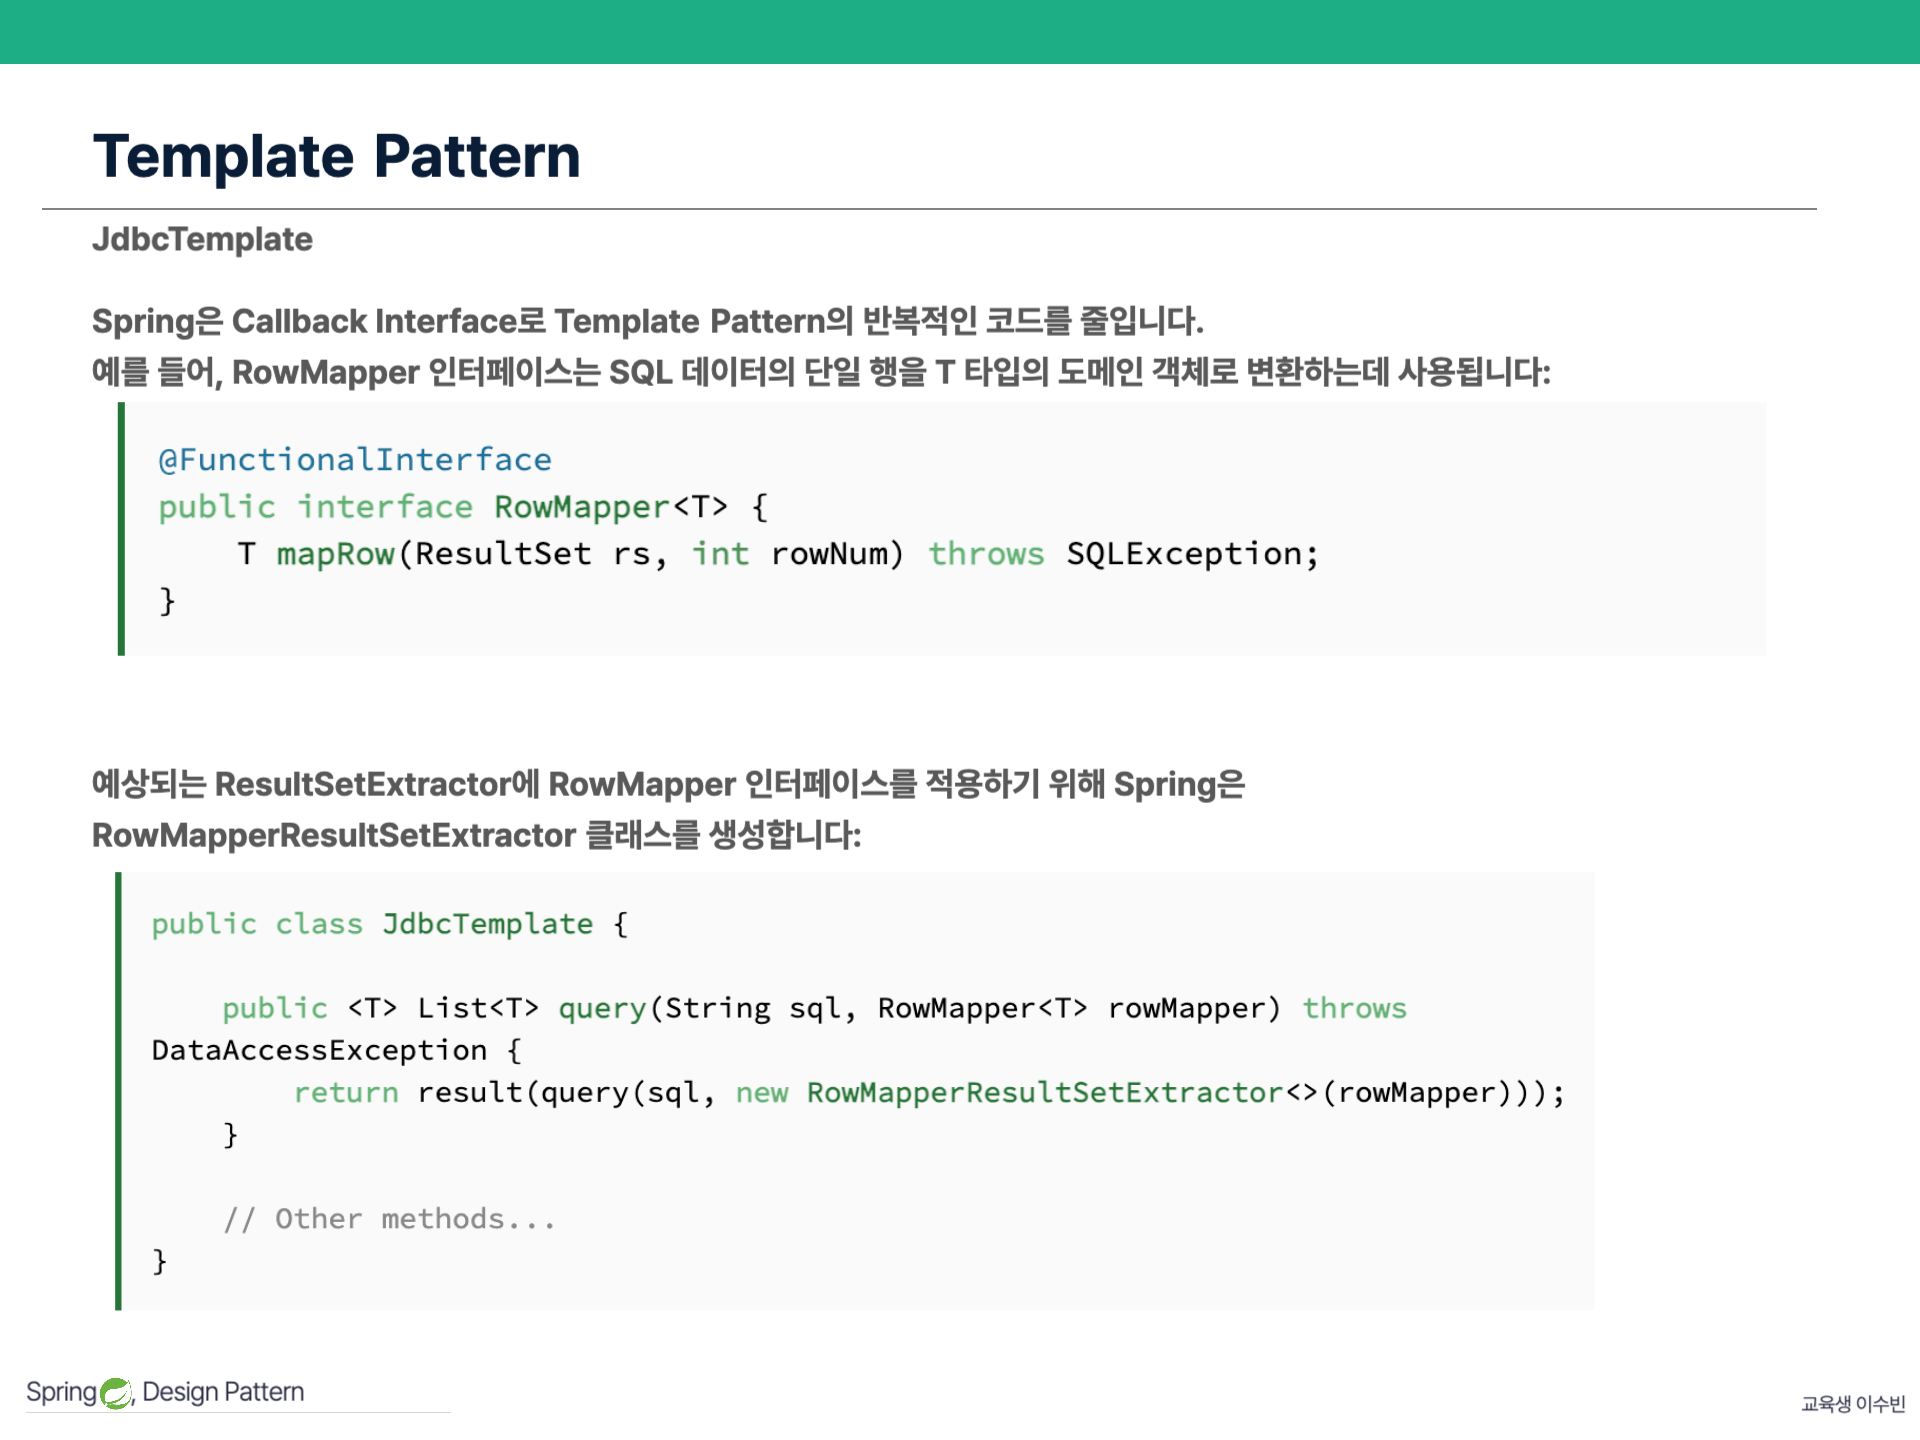 Template Pattern
JdbcTemplate
Spring은 Callback Interface로 Template Pattern의 반복적인 코드를 줄입니다.
예를 들어, RowMapper 인터페이스는 SQL 데이터의 단일 행을 T 타입의 도메인 객체로 변환하는데 사용됩니다:
@FunctionalInterface
public interface RowMapper<T> {
    T mapRow(ResultSet rs, int rowNum) throws SQLException;
}
예상되는 ResultSetExtractor에 RowMapper 인터페이스를 적용하기 위해 Spring은
RowMapperResultSetExtractor 클래스를 생성합니다:
public class JdbcTemplate {
    public <T> List<T> query(String sql, RowMapper<T> rowMapper) throws
DataAccessException {
        return result(query(sql, new RowMapperResultSetExtractor<>(rowMapper)));
    }
    // Other methods...
}
Spring, Design Pattern
교육생 이수빈